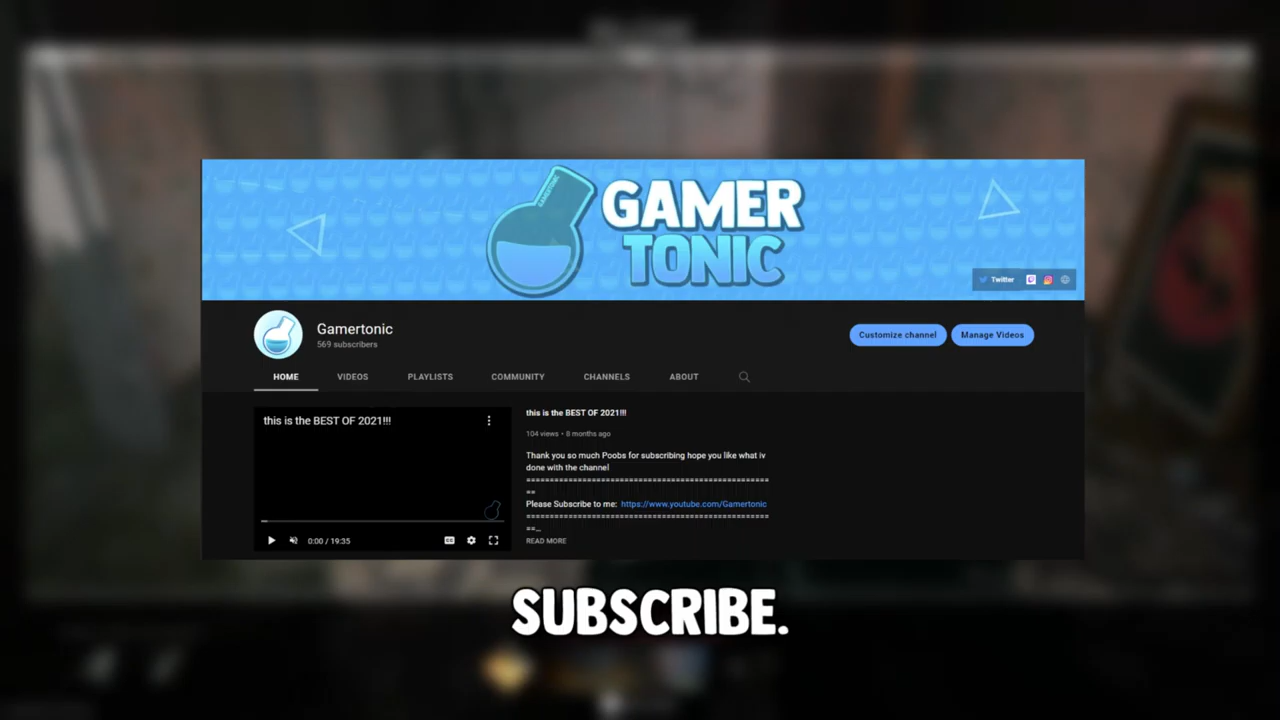 GAMER
TONIC
Twitter
Gamertonic
569 subscribers
Customize channel
Manage Videos
HOME
VIDEOS
PLAYLISTS
COMMUNITY
CHANNELS
ABOUT
this is the BEST OF 2021!!!
0:00 / 19:35
this is the BEST OF 2021!!!
104 views • 8 months ago
Thank you so much Poobs for subscribing hope you like what iv
done with the channel
==================================================
==
Please Subscribe to me: https://www.youtube.com/Gamertonic
==================================================
==...
READ MORE
SUBSCRIBE.